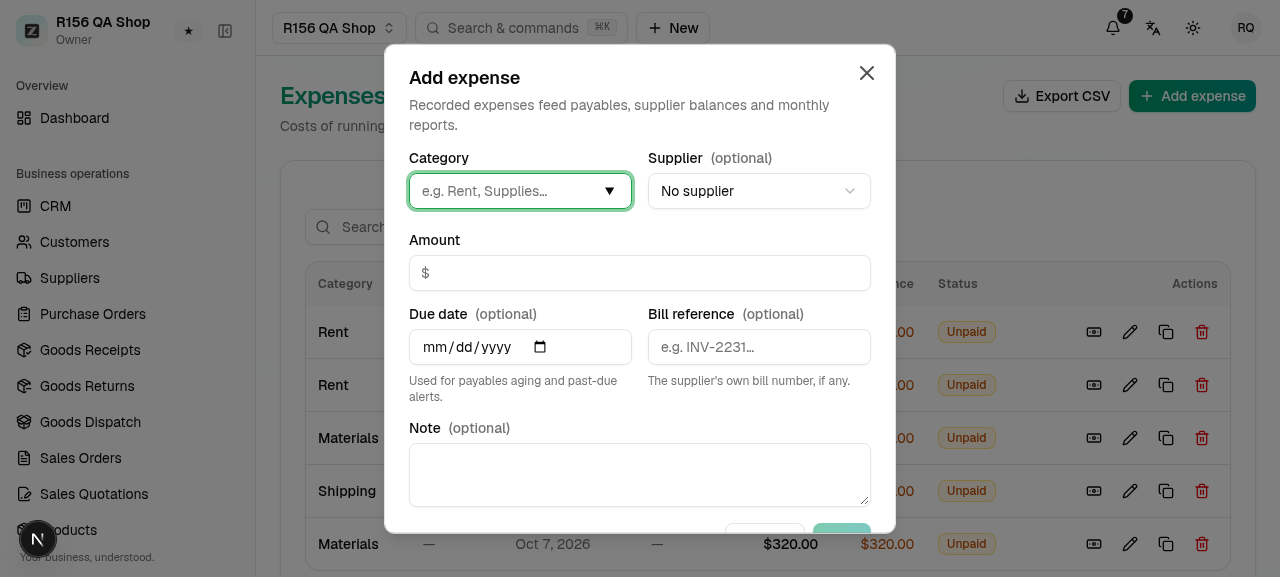 R156 QA Shop
Owner
R156 QA Shop
Search & commands
⌘K
New
7
RQ
Overview
Dashboard
Business operations
CRM
Customers
Suppliers
Purchase Orders
Goods Receipts
Goods Returns
Goods Dispatch
Sales Orders
Sales Quotations
oducts
N
Your business, understood.
Expenses
Costs of running
Export CSV
Add expense
Search
Category
nce
Status
Actions
Rent
.00
Unpaid
Rent
.00
Unpaid
Materials
.00
Unpaid
Shipping
.00
Unpaid
Materials
—
Oct 7, 2026
—
$320.00
$320.00
Unpaid
Add expense
Recorded expenses feed payables, supplier balances and monthly
reports.
Category
e.g. Rent, Supplies…
Supplier (optional)
No supplier
Amount
$
Due date (optional)
mm/dd/yyyy
Used for payables aging and past-due
alerts.
Bill reference (optional)
e.g. INV-2231…
The supplier's own bill number, if any.
Note (optional)